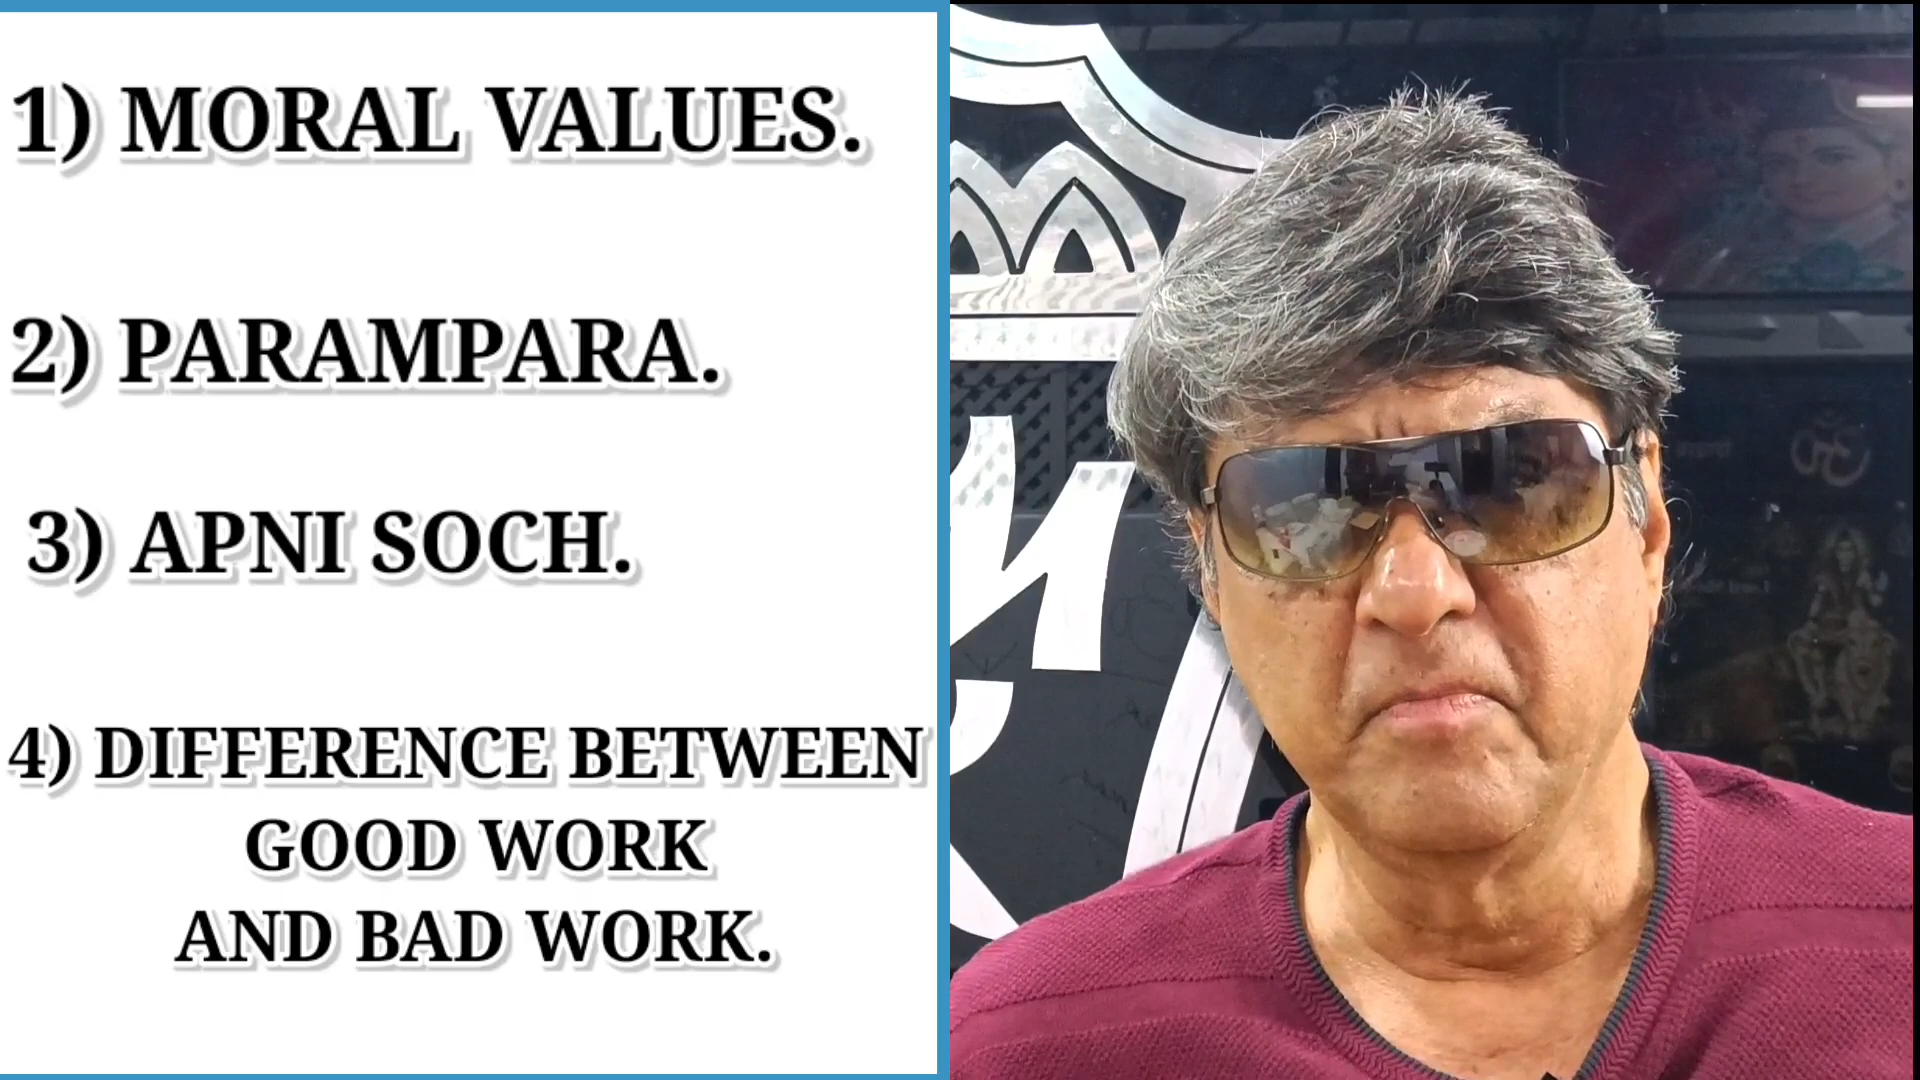 1) MORAL VALUES.
2) PARAMPARA.
3) APNI SOCH.
4) DIFFERENCE BETWEEN
GOOD WORK
AND BAD WORK.